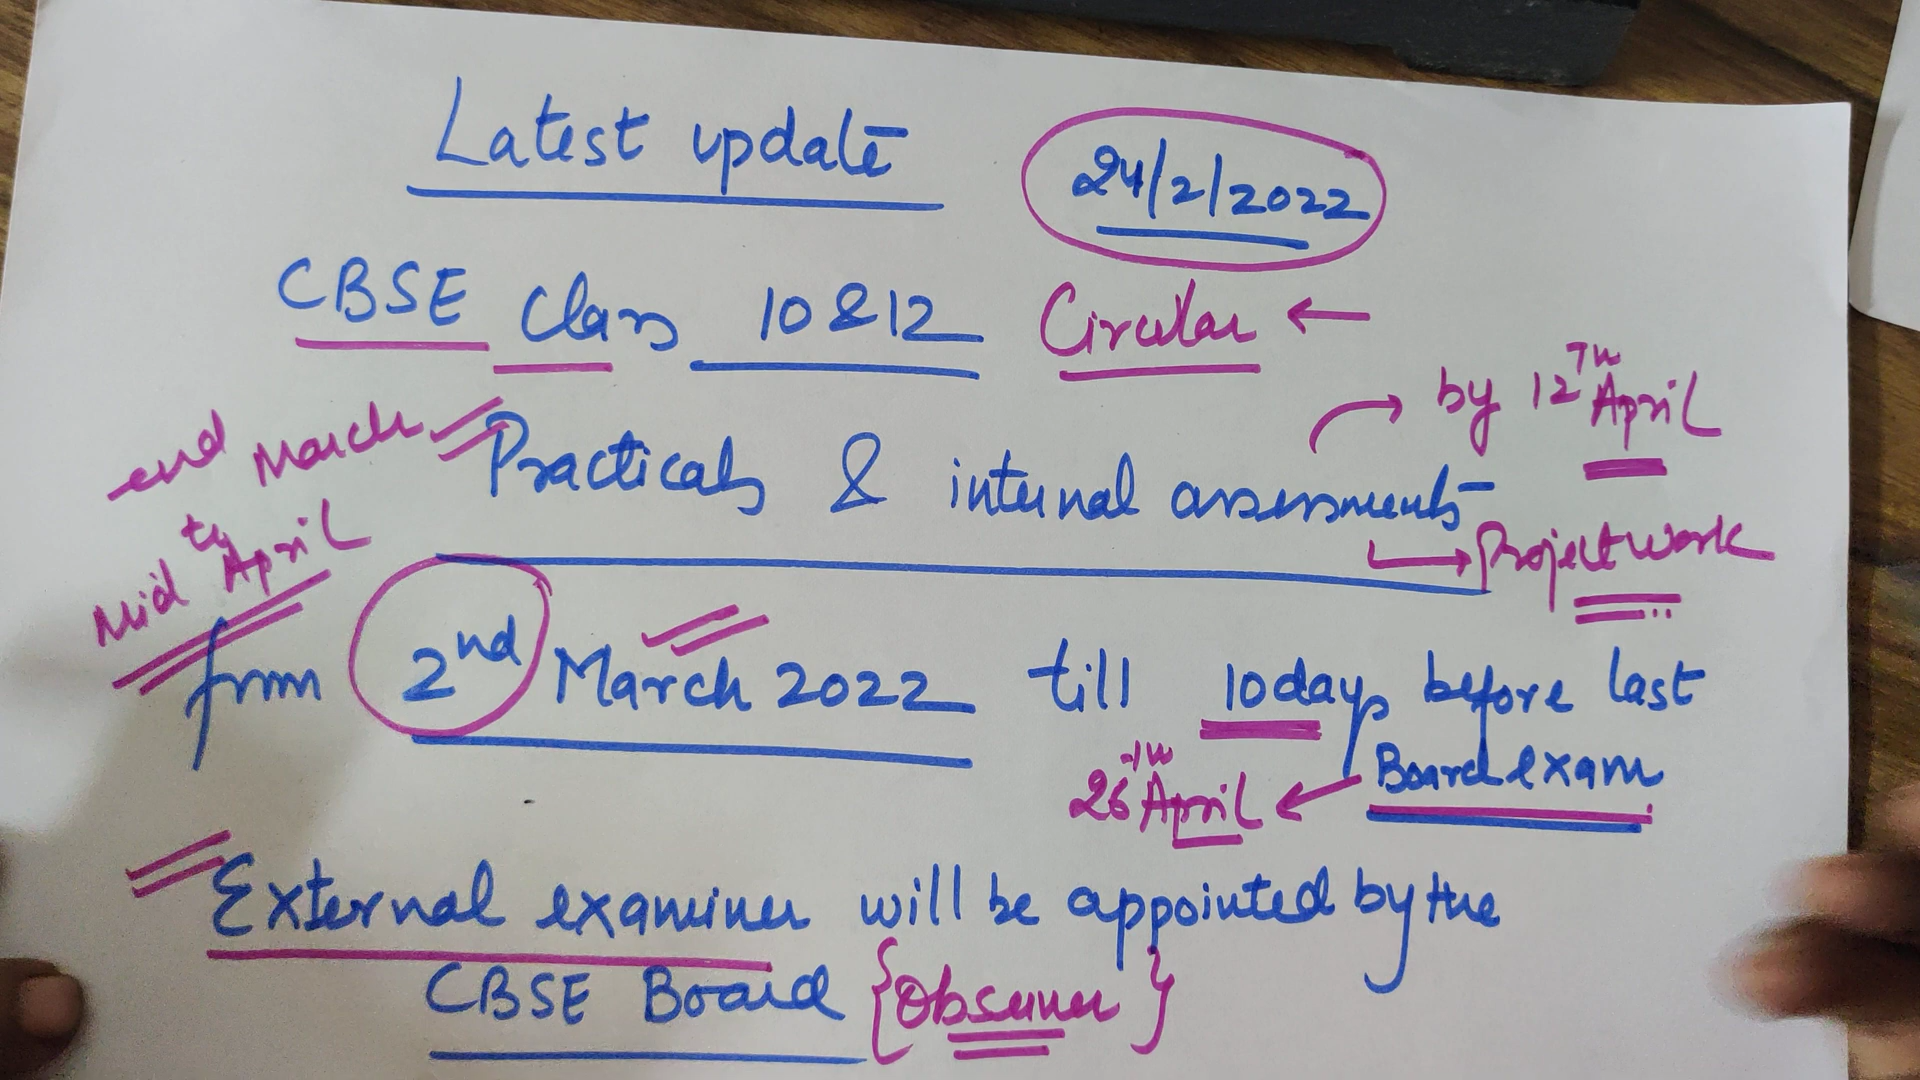 Latest update 24/2/2022
CBSE Class 10 & 12 Circular ←
by 12TH April
end March Practicals & internal assessments
to
Mid April
→ Project work
from 2nd March 2022 till 10 days before last
Board exam
26TH April ←
External examiner will be appointed by the
CBSE Board {Observer}